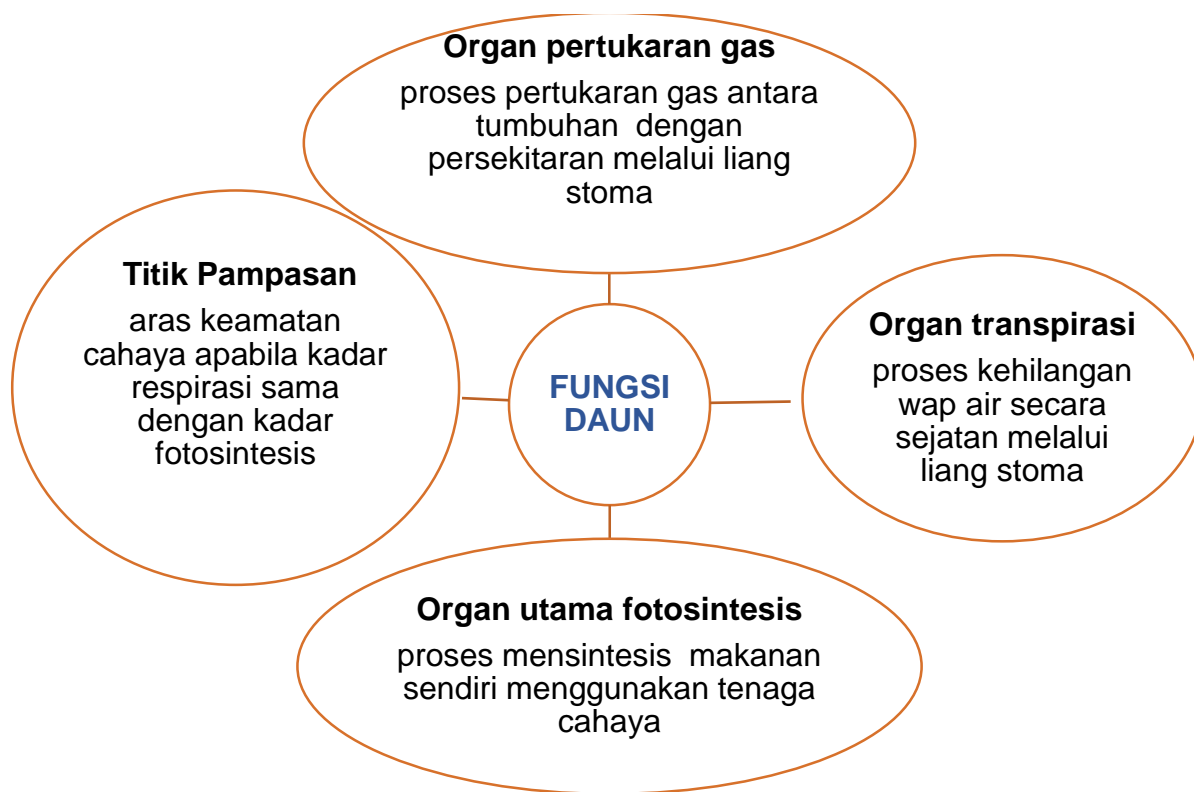 Organ pertukaran gas
proses pertukaran gas antara
tumbuhan  dengan
persekitaran melalui liang
stoma
Titik Pampasan
aras keamatan
cahaya apabila kadar
respirasi sama
dengan kadar
fotosintesis
FUNGSI
DAUN
Organ transpirasi
proses kehilangan
wap air secara
sejatan melalui
liang stoma
Organ utama fotosintesis
proses mensintesis  makanan
sendiri menggunakan tenaga
cahaya